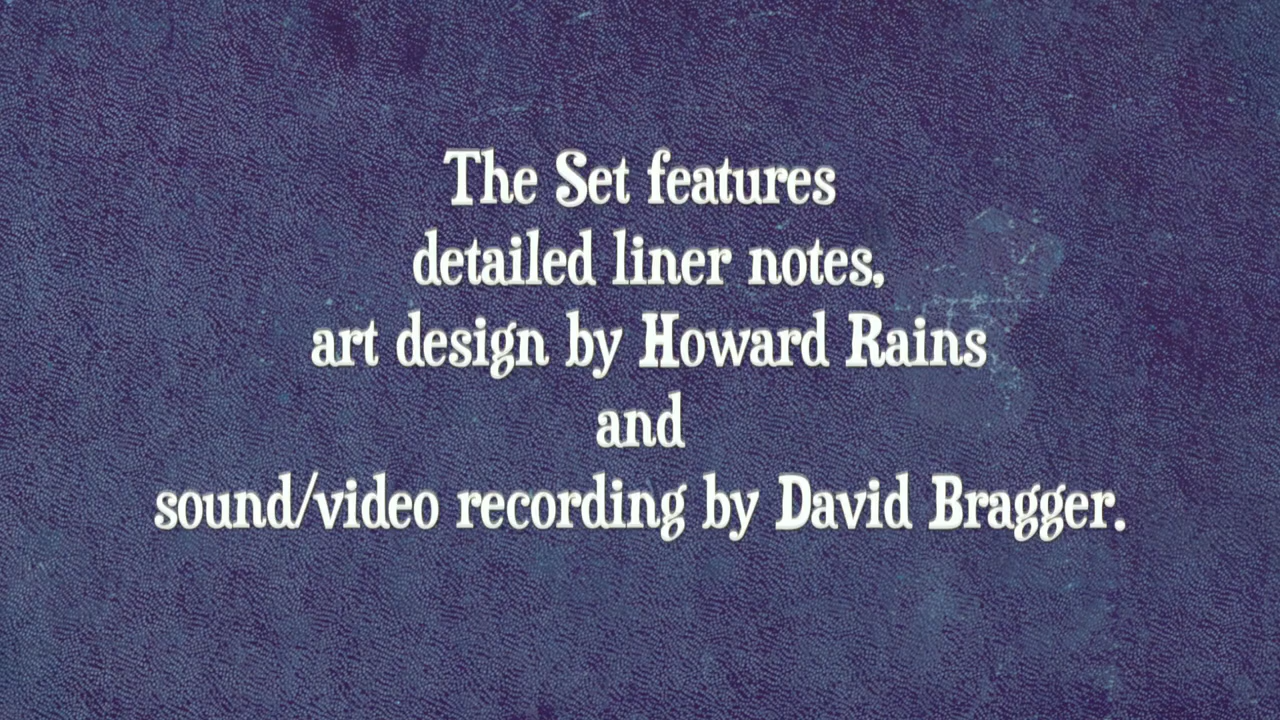 The Set features
detailed liner notes,
art design by Howard Rains
and
sound/video recording by David Bragger.